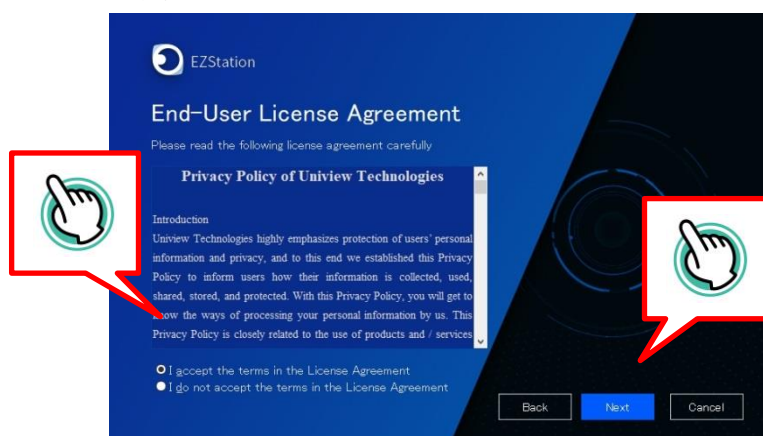 EZStation
End-User License Agreement
Please read the following license agreement carefully
Privacy Policy of Uniview Technologies
Introduction
Uniview Technologies highly emphasizes protection of users' personal
information and privacy, and to this end we established this Privacy
Policy to inform users how their information is collected, used,
shared, stored, and protected. With this Privacy Policy, you will get to
know the ways of processing your personal information by us. This
Privacy Policy is closely related to the use of products and / services
I accept the terms in the License Agreement
I do not accept the terms in the License Agreement
Back Next Cancel